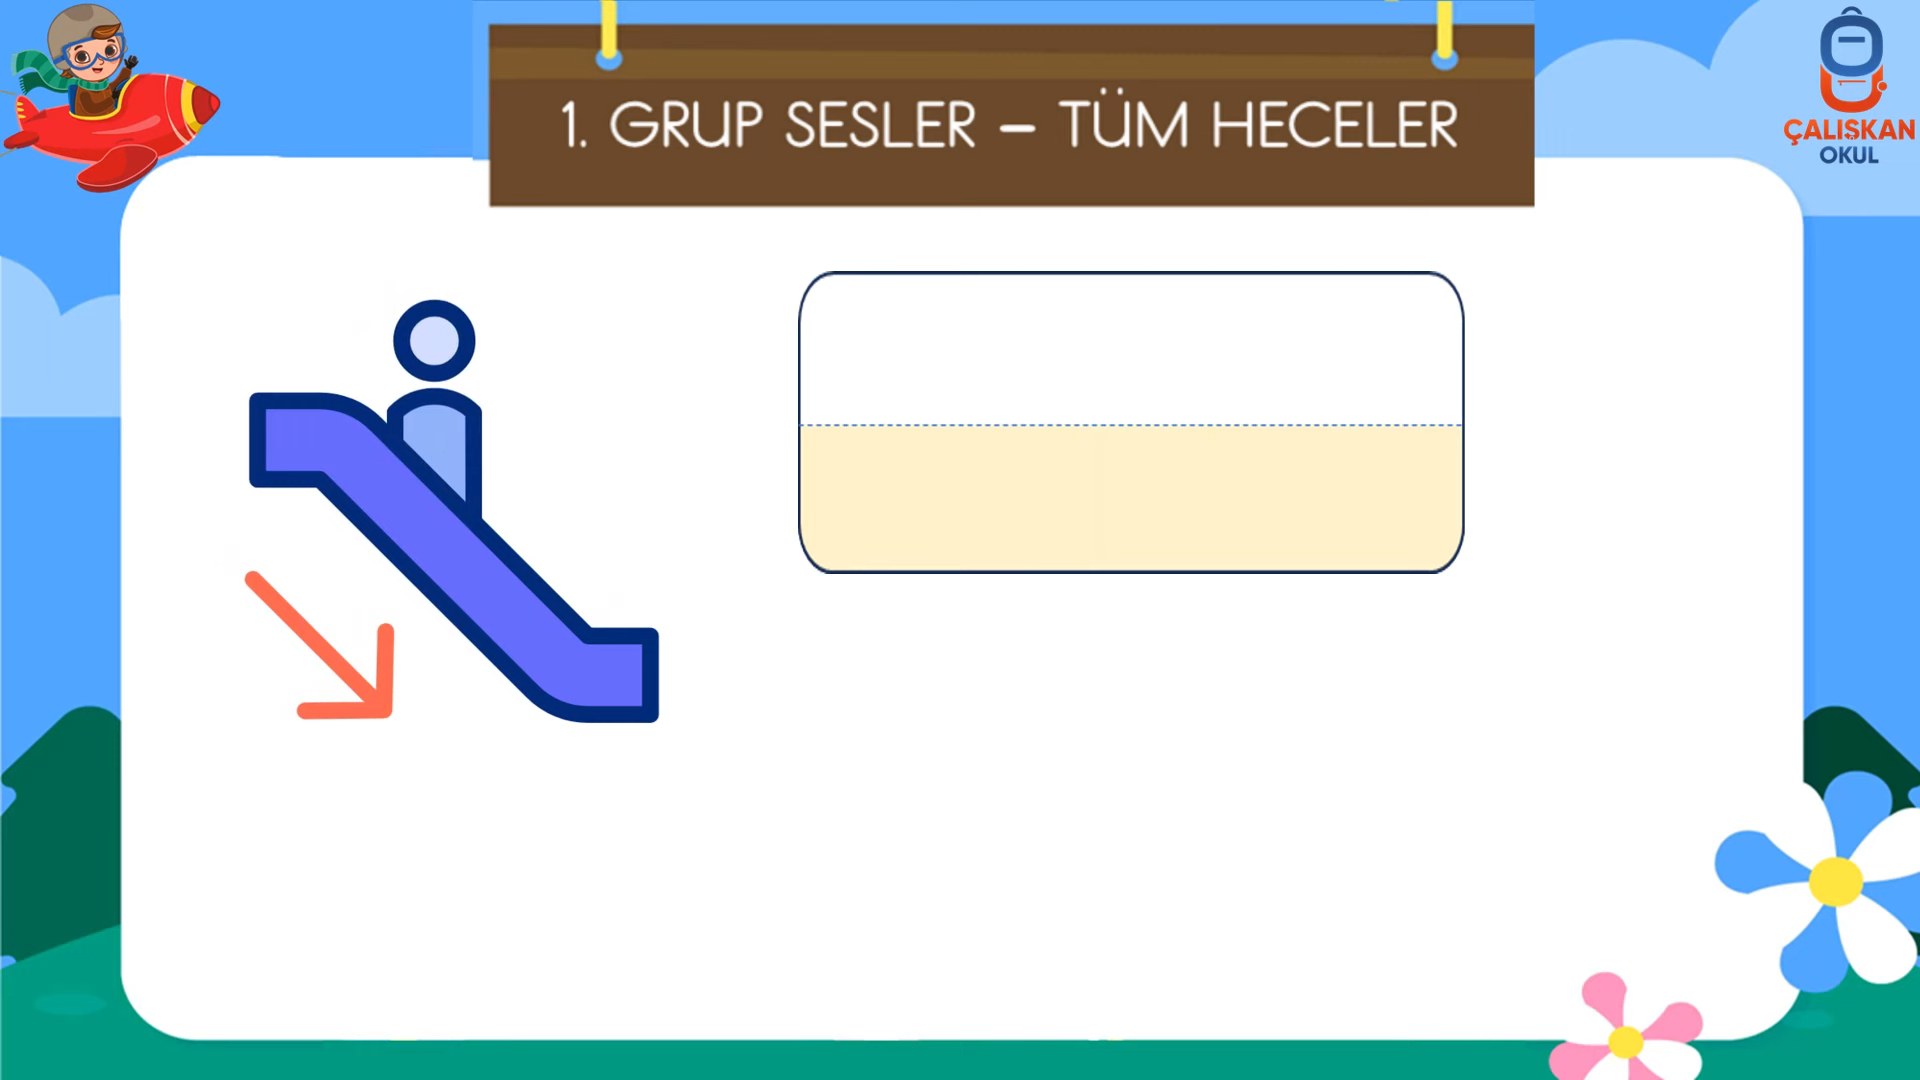 1. GRUP SESLER – TÜM HECELER
ÇALIŞKAN
OKUL